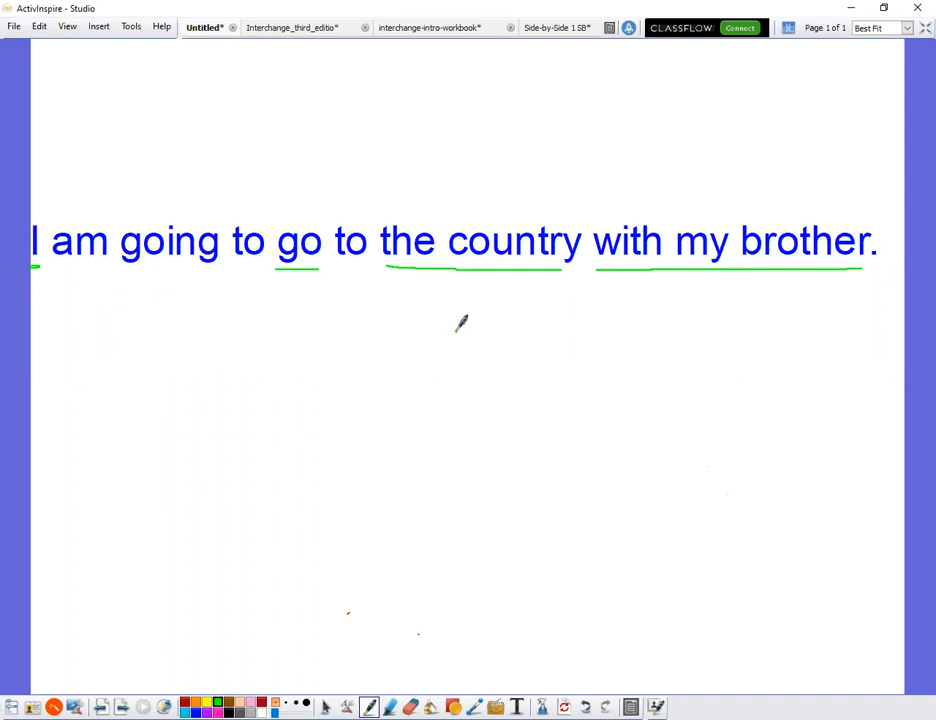 ActivInspire - Studio
File Edit View Insert Tools Help Untitled* Interchange_third_editio* interchange-intro-workbook* Side-by-Side 1 SB* CLASSFLOW Connect Page 1 of 1 Best Fit
I am going to go to the country with my brother.